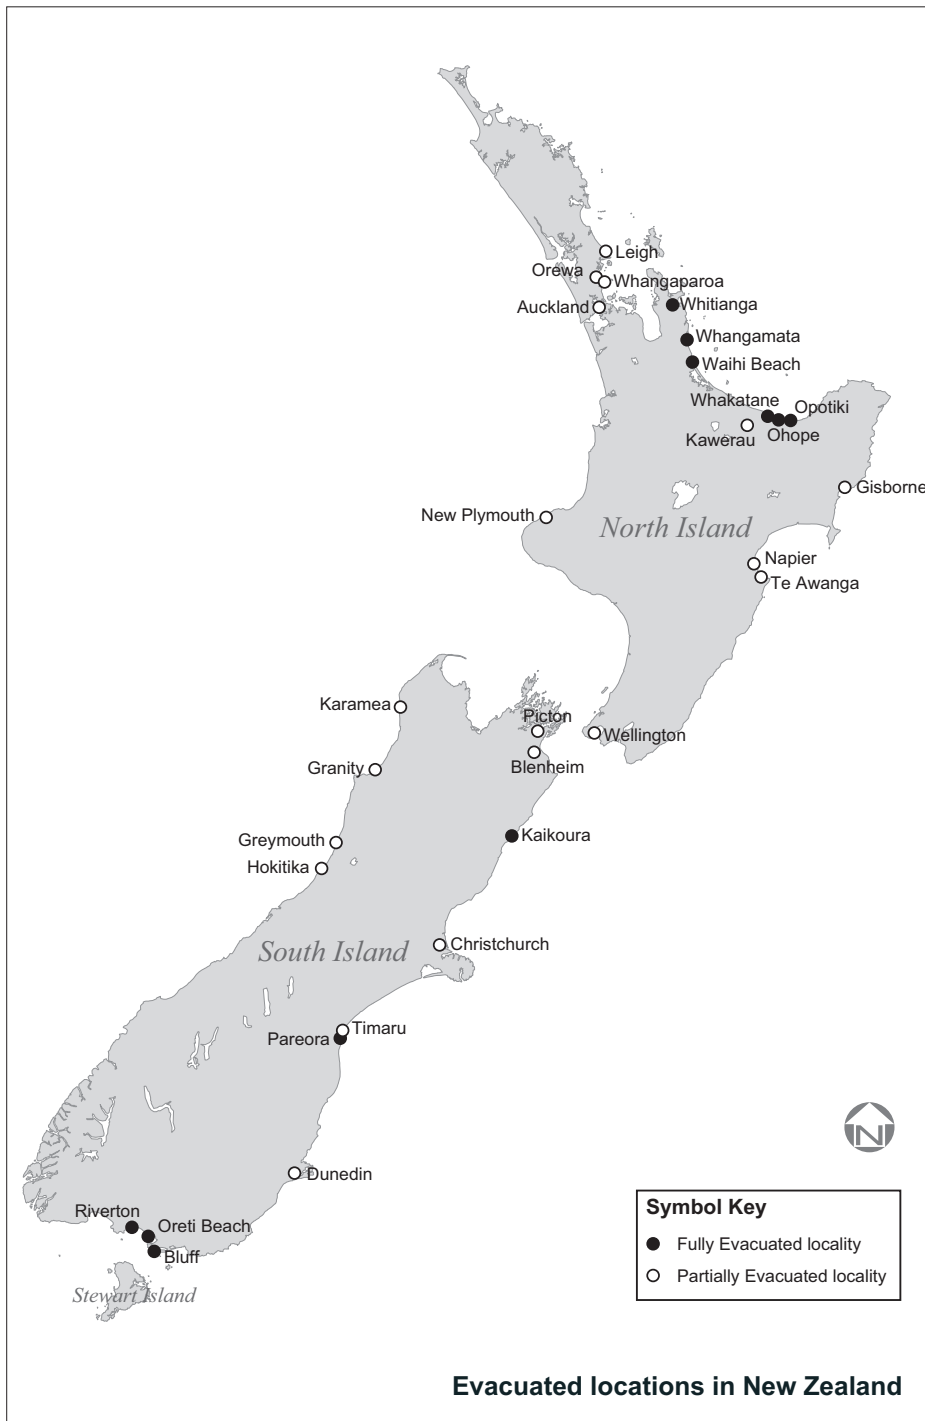 Leigh
Orewa
Whangaparoa
Auckland
Whitianga
Whangamata
Waihi Beach
Whakatane
Opotiki
Kawerau
Ohope
Gisborne
New Plymouth
North Island
Napier
Te Awanga
Karamea
Picton
Wellington
Granity
Blenheim
Kaikoura
Greymouth
Hokitika
Christchurch
South Island
Timaru
Pareora
N
Dunedin
Symbol Key
Riverton
Oreti Beach
Fully Evacuated locality
Bluff
Partially Evacuated locality
Stewart Island
Evacuated locations in New Zealand